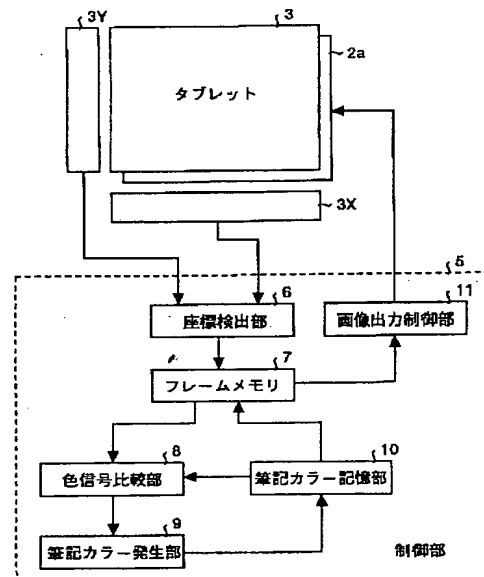 3Y
3
2a
タブレット
3X
5
6
11
座標検出部
画像出力制御部
7
フレームメモリ
8
10
色信号比較部
筆記カラー記憶部
9
筆記カラー発生部
制御部